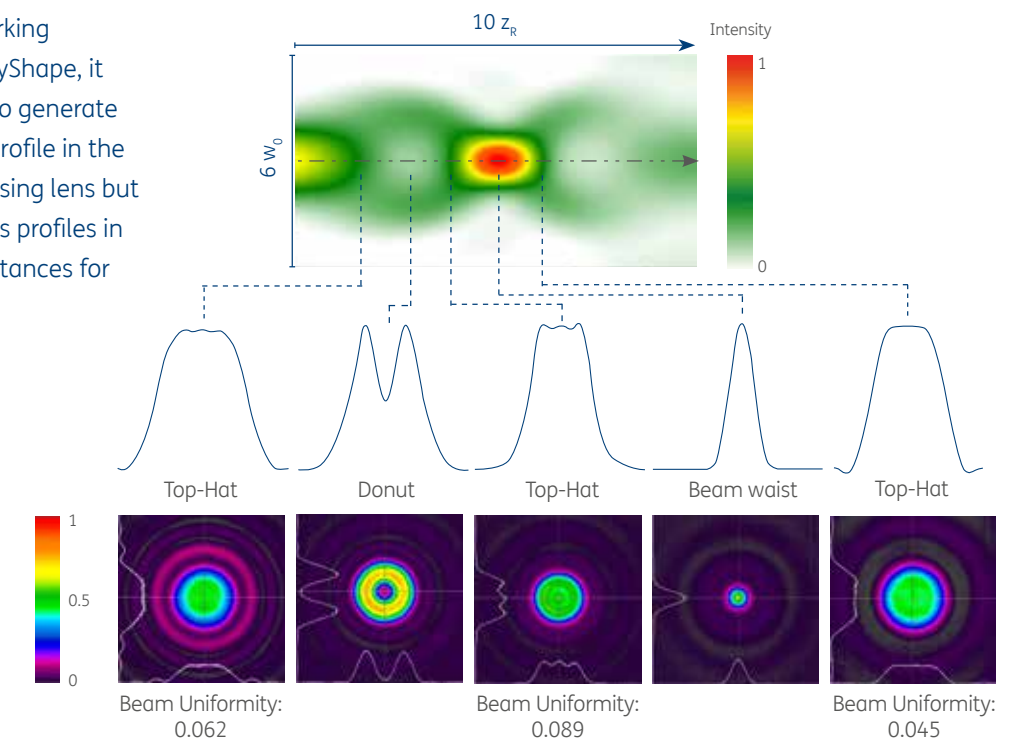 rking
yShape, it
o generate
rofile in the
sing lens but
s profiles in
tances for
10 z_R
6 w_0
Intensity
1
0
Top-Hat
Donut
Top-Hat
Beam waist
Top-Hat
1
0.5
0
Beam Uniformity:
0.062
Beam Uniformity:
0.089
Beam Uniformity:
0.045